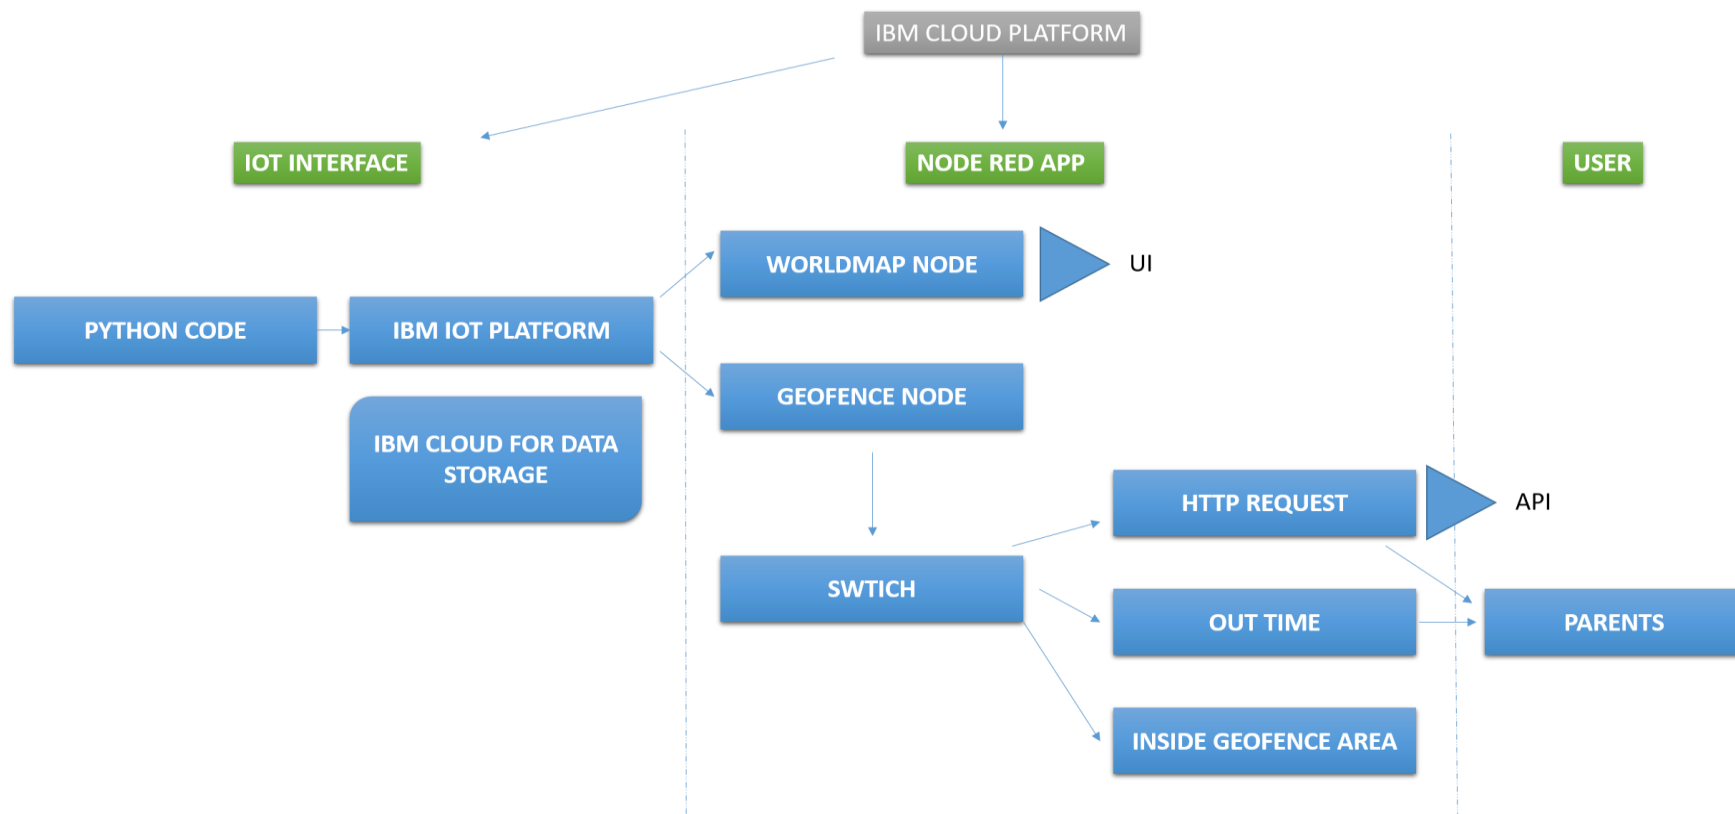 IBM CLOUD PLATFORM
IOT INTERFACE
NODE RED APP
USER
WORLDMAP NODE
UI
PYTHON CODE
IBM IOT PLATFORM
GEOFENCE NODE
IBM CLOUD FOR DATA
STORAGE
HTTP REQUEST
API
SWTICH
OUT TIME
PARENTS
INSIDE GEOFENCE AREA